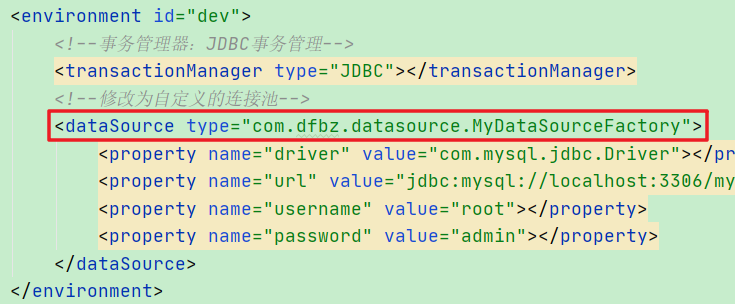 <environment id="dev">
<!--事务管理器：JDBC事务管理-->
<transactionManager type="JDBC"></transactionManager>
<!--修改为自定义的连接池-->
<dataSource type="com.dfbz.datasource.MyDataSourceFactory">
<property name="driver" value="com.mysql.jdbc.Driver"></pr
<property name="url" value="jdbc:mysql://localhost:3306/my
<property name="username" value="root"></property>
<property name="password" value="admin"></property>
</dataSource>
</environment>